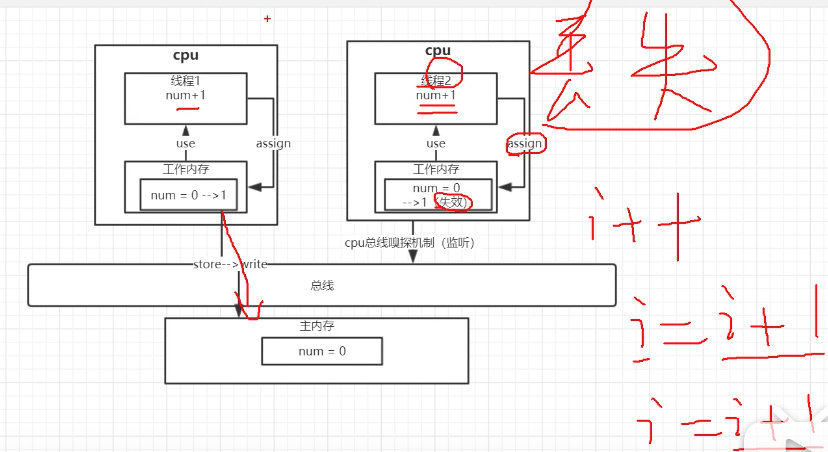 cpu
线程1
num+1
use
assign
工作内存
num = 0 -->1
store-->write
cpu
线程2
num+1
use
assign
工作内存
num = 0
-->1（失效）
cpu总线嗅探机制（监听）
总线
主内存
num = 0
失
i++
i=i+1
i=i+1